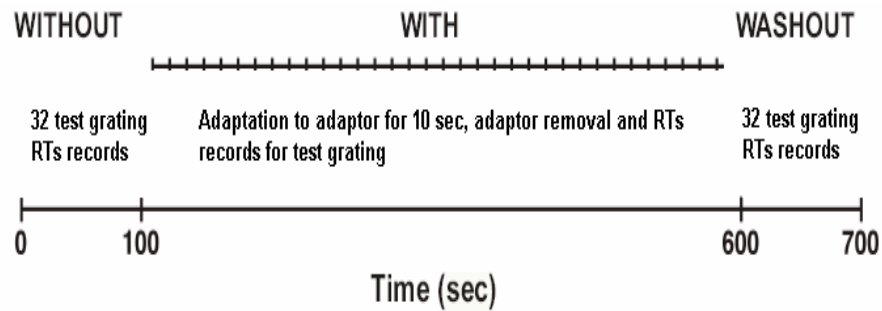 WITHOUT WITH WASHOUT
32 test grating
RTs records
Adaptation to adaptor for 10 sec, adaptor removal and RTs
records for test grating
32 test grating
RTs records
0 100 600 700
Time (sec)